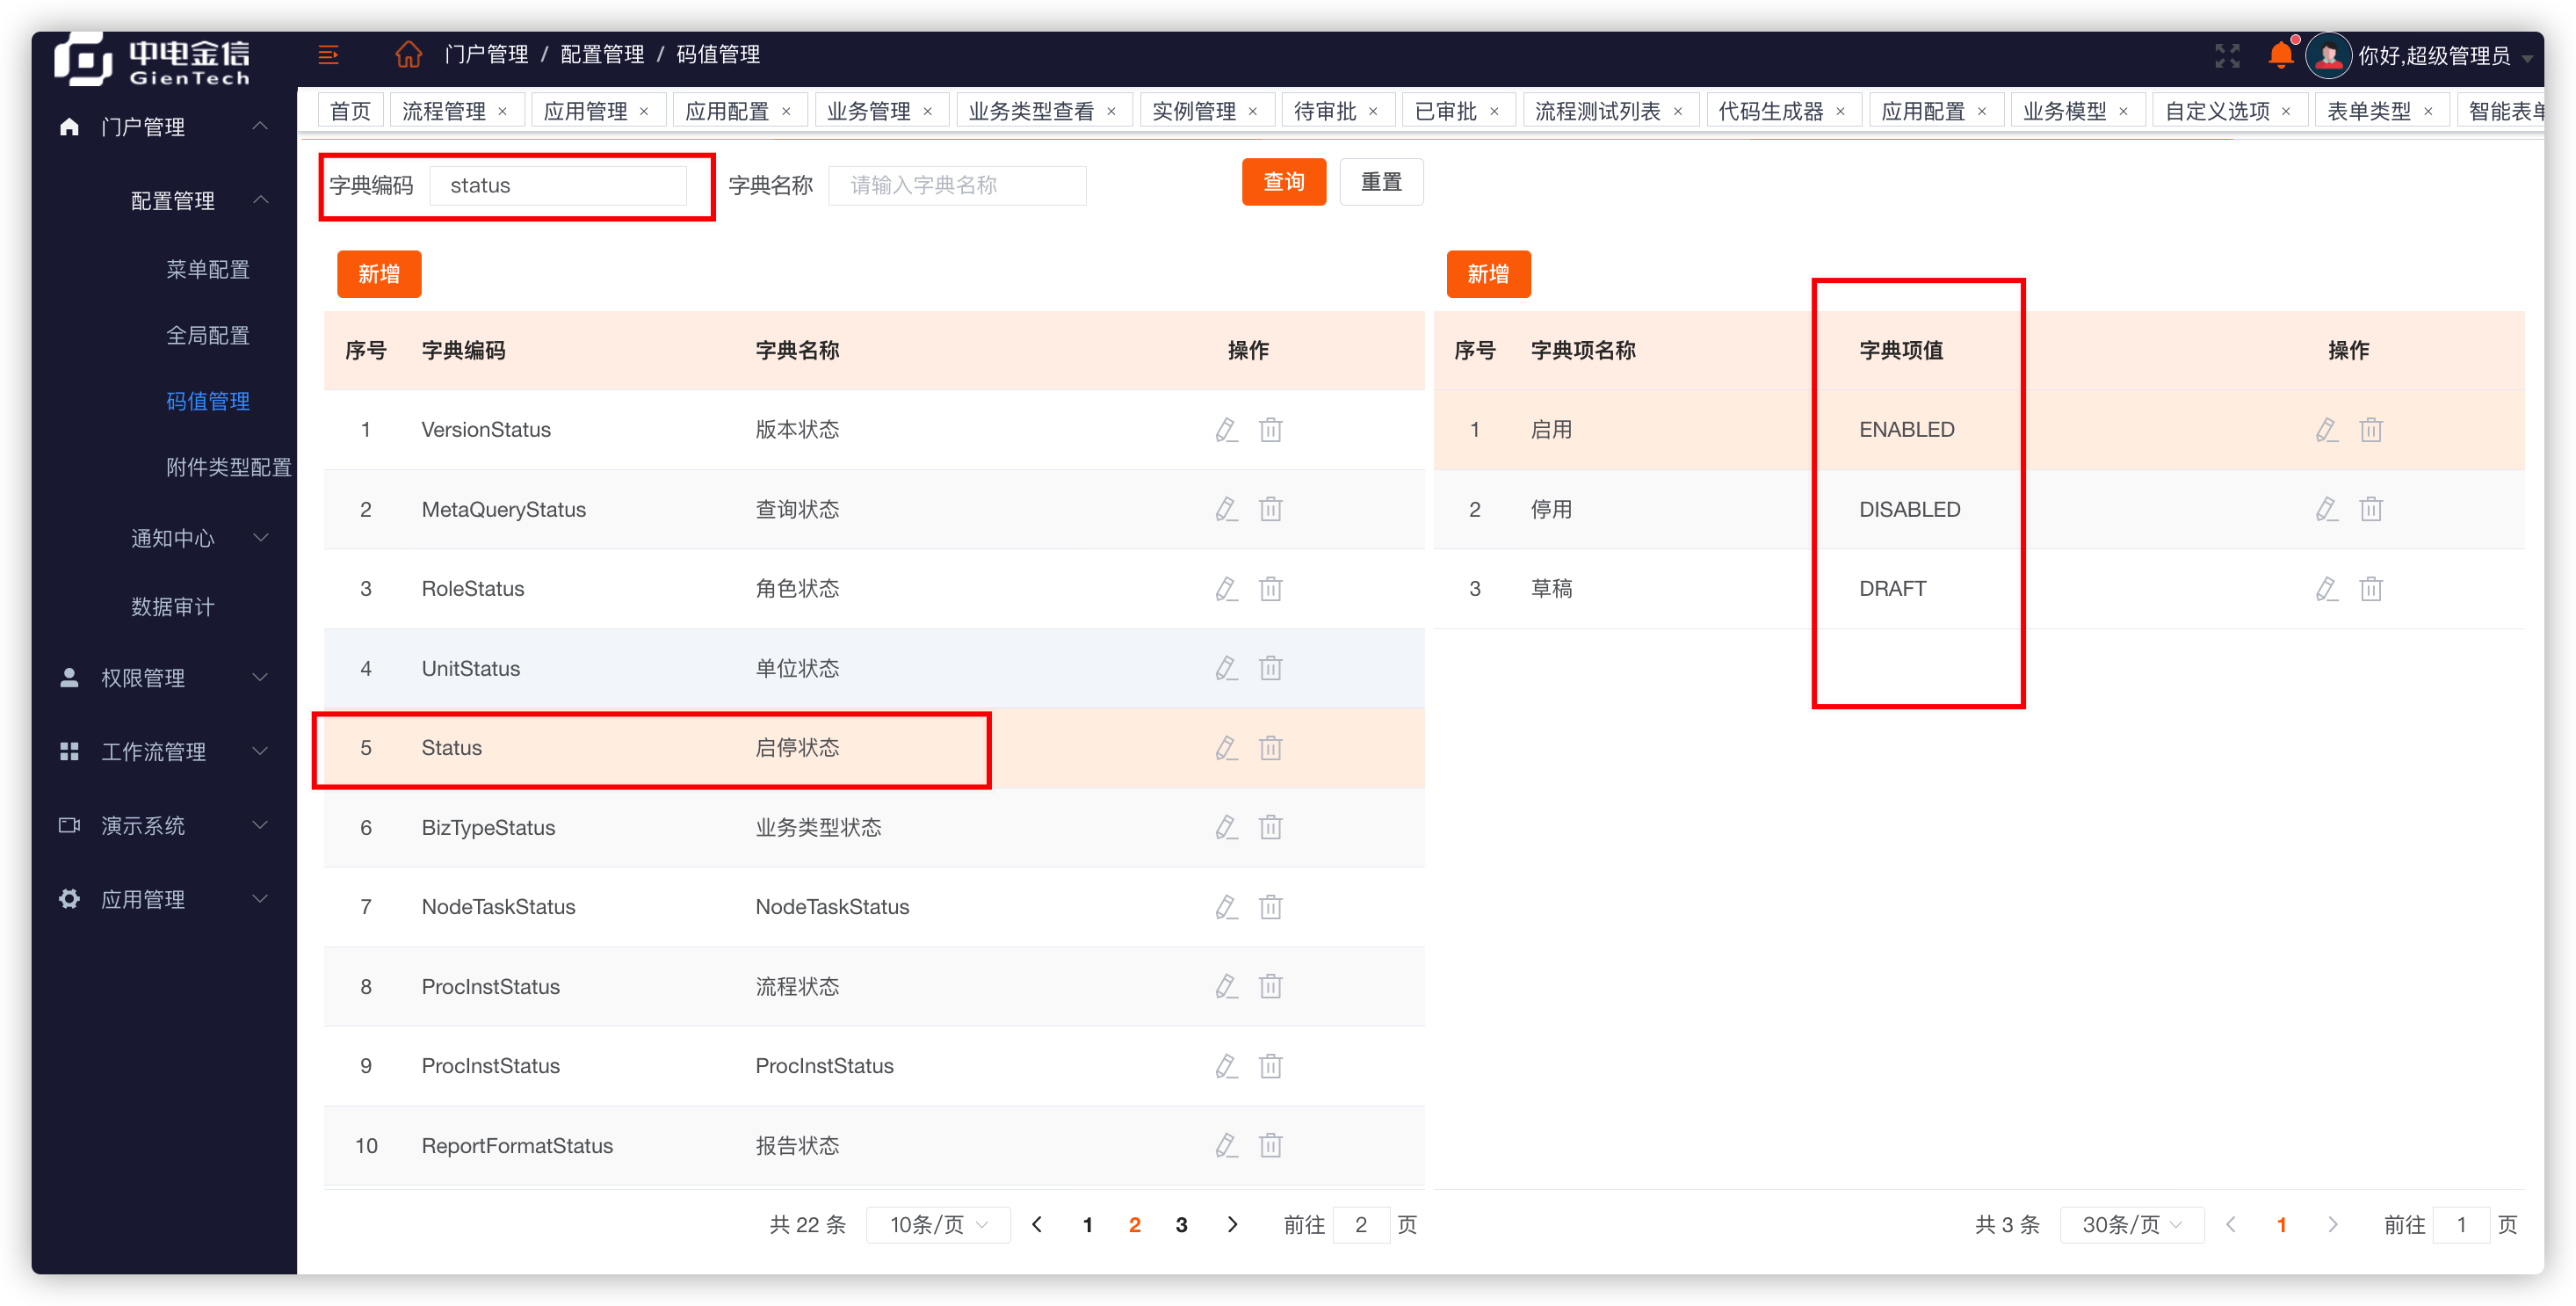 中电金信
GienTech
门户管理 / 配置管理 / 码值管理
你好,超级管理员
首页 流程管理 × 应用管理 × 应用配置 × 业务管理 × 业务类型查看 × 实例管理 × 待审批 × 已审批 × 流程测试列表 × 代码生成器 × 应用配置 × 业务模型 × 自定义选项 × 表单类型 × 智能表单
门户管理
配置管理
菜单配置
全局配置
码值管理
附件类型配置
通知中心
数据审计
权限管理
工作流管理
演示系统
应用管理
字典编码 status 字典名称 请输入字典名称 查询 重置
新增
序号 字典编码 字典名称 操作
1 VersionStatus 版本状态
2 MetaQueryStatus 查询状态
3 RoleStatus 角色状态
4 UnitStatus 单位状态
5 Status 启停状态
6 BizTypeStatus 业务类型状态
7 NodeTaskStatus NodeTaskStatus
8 ProcInstStatus 流程状态
9 ProcInstStatus ProcInstStatus
10 ReportFormatStatus 报告状态
共 22 条 10条/页 1 2 3 前往 2 页
新增
序号 字典项名称 字典项值 操作
1 启用 ENABLED
2 停用 DISABLED
3 草稿 DRAFT
共 3 条 30条/页 1 前往 1 页